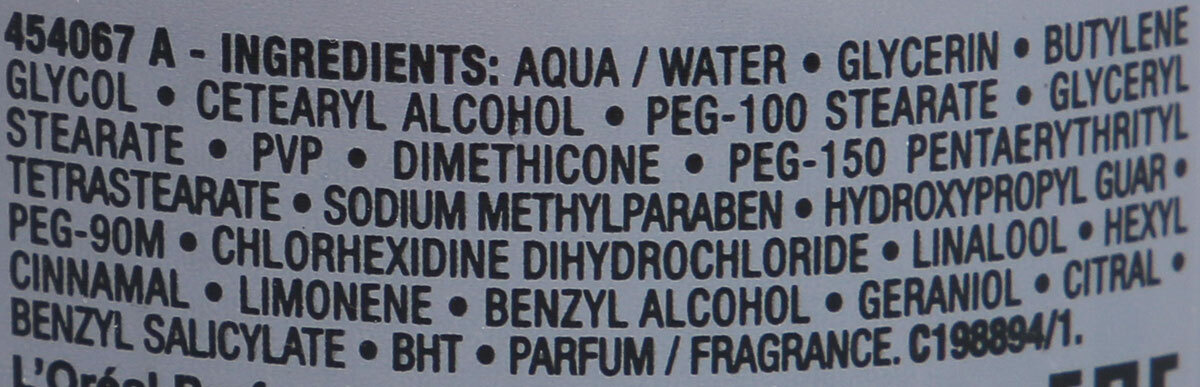 454067 A - INGREDIENTS: AQUA / WATER • GLYCERIN • BUTYLENE
GLYCOL • CETEARYL ALCOHOL • PEG-100 STEARATE • GLYCERYL
STEARATE • PVP • DIMETHICONE • PEG-150 PENTAERYTHRITYL
TETRASTEARATE • SODIUM METHYLPARABEN • HYDROXYPROPYL GUAR •
PEG-90M • CHLORHEXIDINE DIHYDROCHLORIDE • LINALOOL • HEXYL
CINNAMAL • LIMONENE • BENZYL ALCOHOL • GERANIOL • CITRAL •
BENZYL SALICYLATE • BHT • PARFUM / FRAGRANCE. C198894/1.
L'Oréal